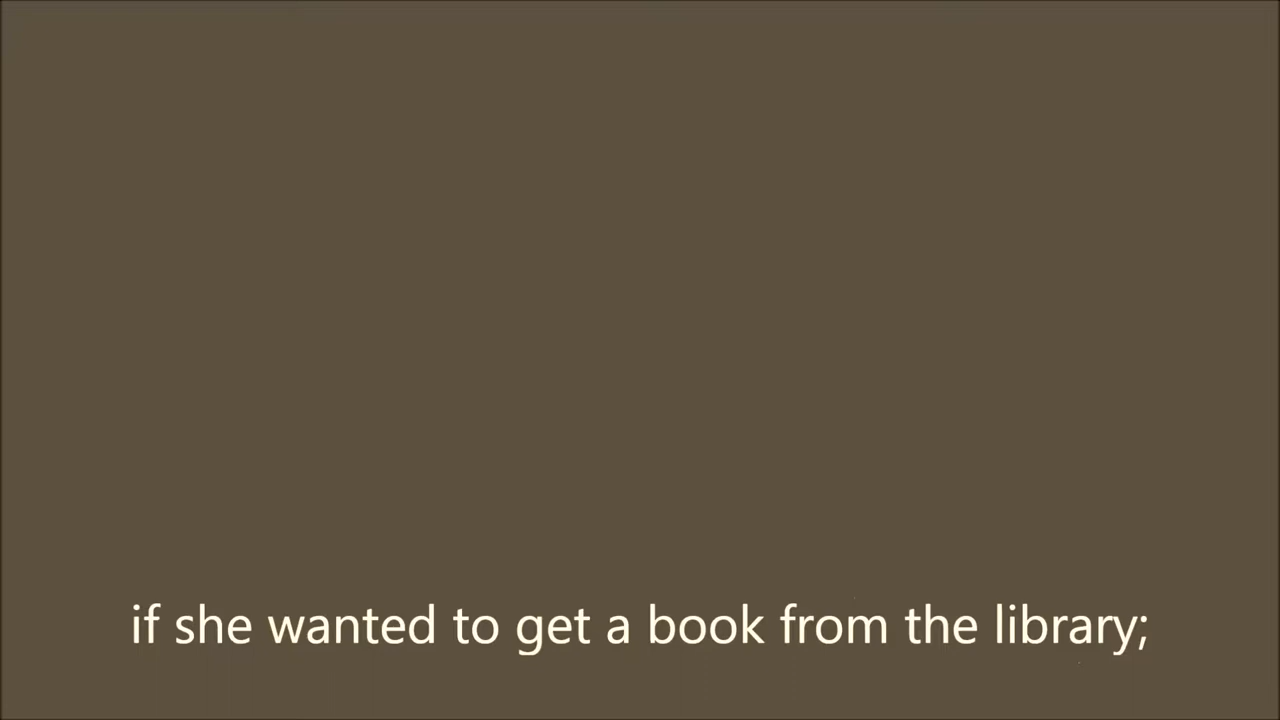 if she wanted to get a book from the library;